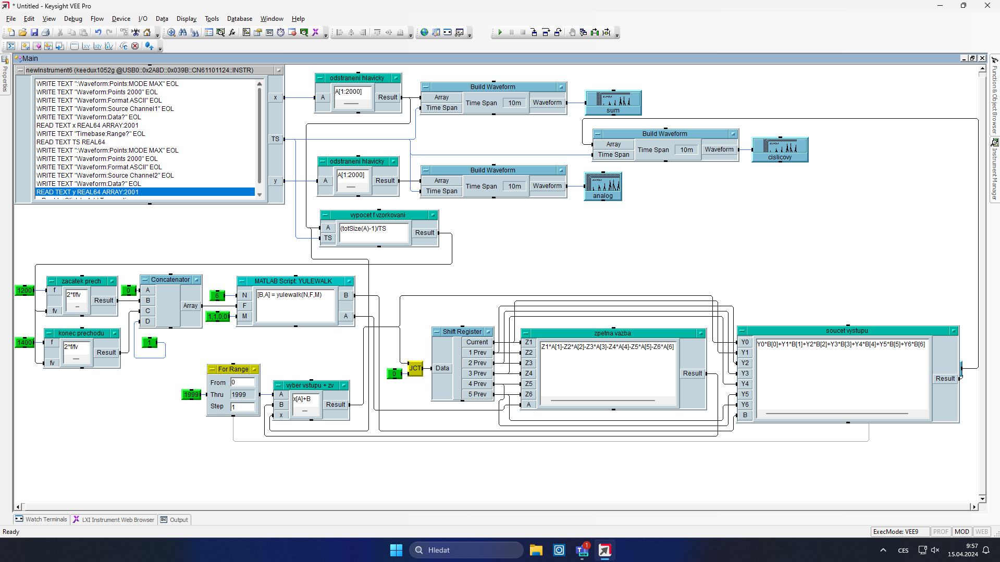 * Untitled - Keysight VEE Pro
File Edit View Debug Flow Device I/O Data Display Tools Database Window Help
Main
Properties
Function & Object Browser
Instrument Manager
newInstrument6 (keedux1052g @USB0::0x2A8D::0x039B::CN61101124::INSTR)
WRITE TEXT ":Waveform:Points:MODE MAX" EOL
WRITE TEXT "Waveform:Points 2000" EOL
WRITE TEXT "Waveform:Format ASCII" EOL
WRITE TEXT "Waveform:Source Channel1" EOL
WRITE TEXT "Waveform:Data?" EOL
READ TEXT x REAL64 ARRAY:2001
WRITE TEXT "Timebase:Range?" EOL
READ TEXT TS REAL64
WRITE TEXT ":Waveform:Points:MODE MAX" EOL
WRITE TEXT "Waveform:Points 2000" EOL
WRITE TEXT "Waveform:Format ASCII" EOL
WRITE TEXT "Waveform:Source Channel2" EOL
WRITE TEXT "Waveform:Data?" EOL
READ TEXT y REAL64 ARRAY:2001
x
TS
y
odstraneni hlavicky
A
A[1:2000]
Result
Build Waveform
Array
Time Span
Time Span 10m
Waveform
sum
Build Waveform
Array
Time Span
Time Span 10m
Waveform
cislicovy
odstraneni hlavicky
A
A[1:2000]
Result
Build Waveform
Array
Time Span
Time Span 10m
Waveform
analog
vypocet f vzorkovani
A
TS
(totSize(A)-1)/TS
Result
1200
zacatek prech
f
fv
2*f/fv
Result
1400
konec prechodu
f
fv
2*f/fv
Result
0
1
Concatenator
A
B
C
D
Array
6
1,1,0,0
MATLAB Script: YULEWALK
N
F
M
[B,A] = yulewalk(N,F,M)
B
A
1999
For Range
From 0
Thru 1999
Step 1
vyber vstupu + zv
A
B
x
x[A]+B
Result
0
JCT
Shift Register
Data
Current
1 Prev
2 Prev
3 Prev
4 Prev
5 Prev
zpetna vazba
Z1
Z2
Z3
Z4
Z5
Z6
A
-Z1*A[1]-Z2*A[2]-Z3*A[3]-Z4*A[4]-Z5*A[5]-Z6*A[6]
Result
soucet vystupu
Y0
Y1
Y2
Y3
Y4
Y5
Y6
B
Y0*B[0]+Y1*B[1]+Y2*B[2]+Y3*B[3]+Y4*B[4]+Y5*B[5]+Y6*B[6]
Result
Watch Terminals
LXI Instrument Web Browser
Output
Ready
ExecMode: VEE9
PROF
MOD
WEB
Hledat
1
NEW
CES
9:57
15.04.2024